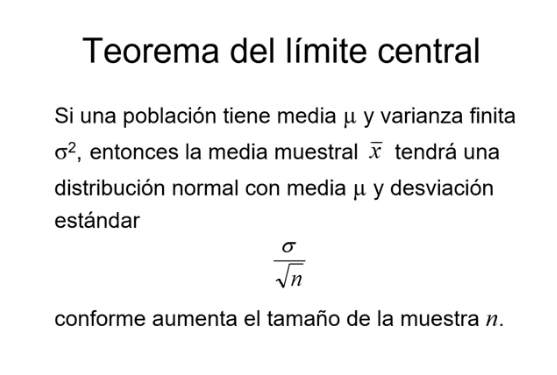 Teorema del límite central
Si una población tiene media μ y varianza finita
σ², entonces la media muestral x̅ tendrá una
distribución normal con media μ y desviación
estándar
σ
√n
conforme aumenta el tamaño de la muestra n.